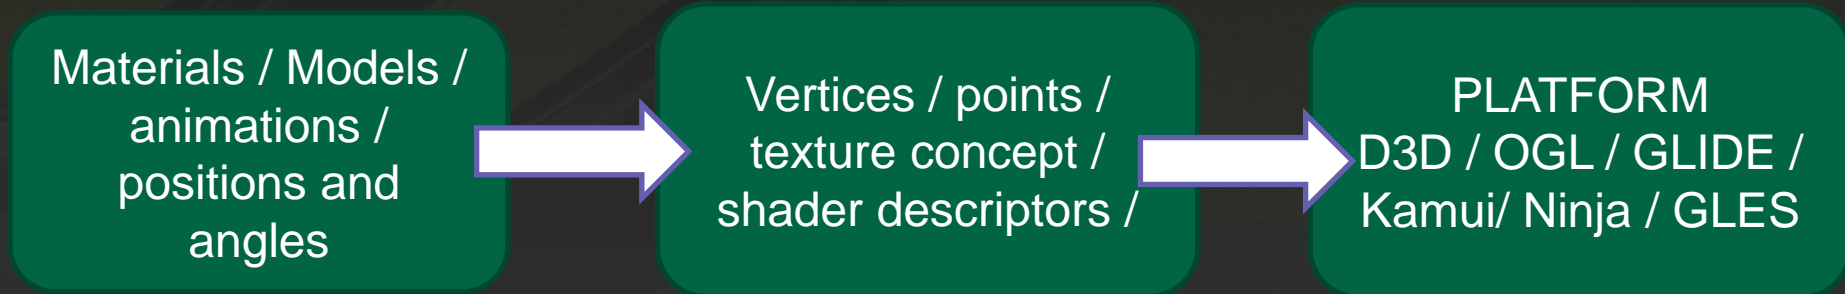 Materials / Models /
animations /
positions and
angles
Vertices / points /
texture concept /
shader descriptors /
PLATFORM
D3D / OGL / GLIDE /
Kamui/ Ninja / GLES